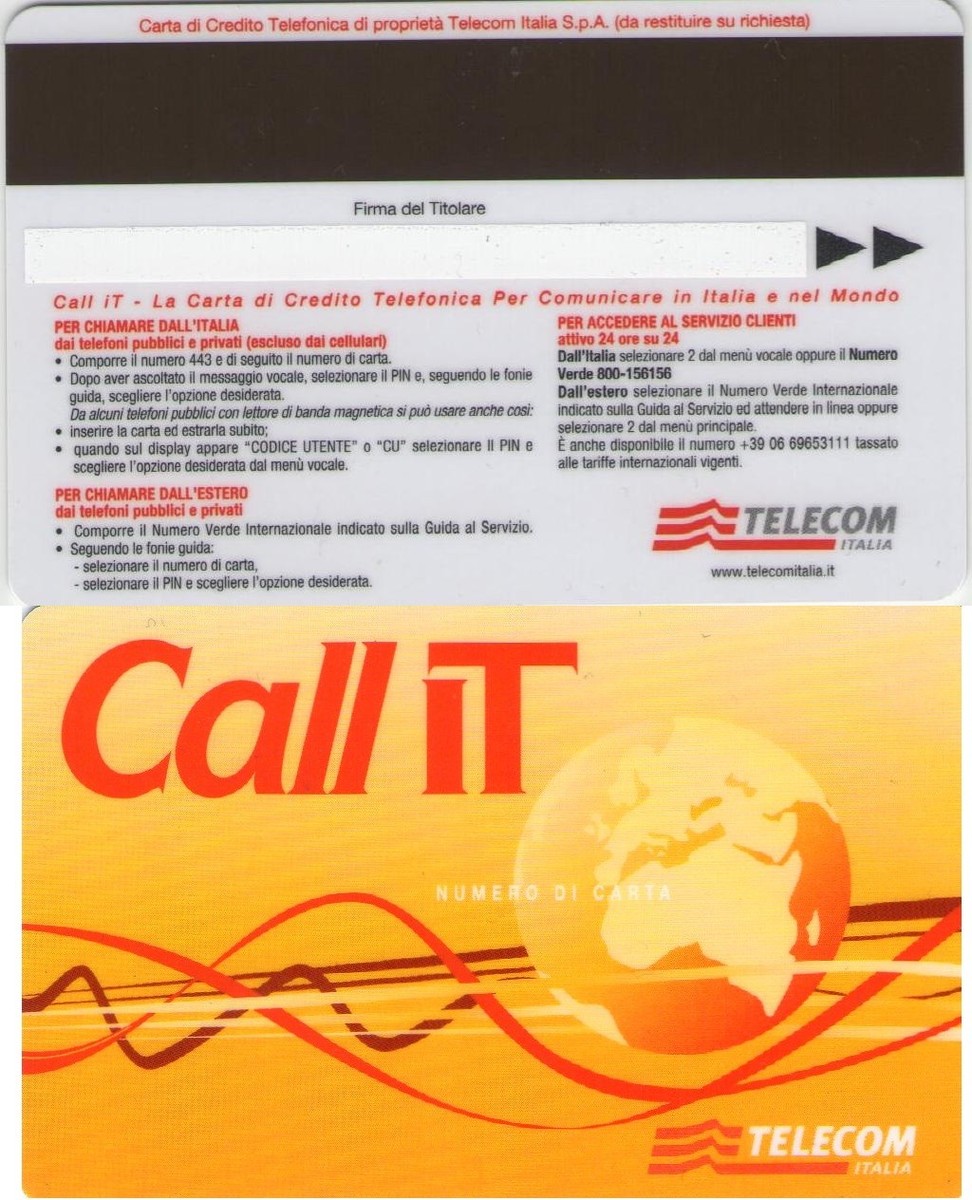 Carta di Credito Telefonica di proprietà Telecom Italia S.p.A. (da restituire su richiesta)
Firma del Titolare
Call iT - La Carta di Credito Telefonica Per Comunicare in Italia e nel Mondo
PER CHIAMARE DALL'ITALIA
dai telefoni pubblici e privati (escluso dai cellulari)
• Comporre il numero 443 e di seguito il numero di carta.
• Dopo aver ascoltato il messaggio vocale, selezionare il PIN e, seguendo le fonie
guida, scegliere l'opzione desiderata.
Da alcuni telefoni pubblici con lettore di banda magnetica si può usare anche così:
• inserire la carta ed estrarla subito;
• quando sul display appare "CODICE UTENTE" o "CU" selezionare Il PIN e
scegliere l'opzione desiderata dal menù vocale.
PER CHIAMARE DALL'ESTERO
dai telefoni pubblici e privati
• Comporre il Numero Verde Internazionale indicato sulla Guida al Servizio.
• Seguendo le fonie guida:
- selezionare il numero di carta,
- selezionare il PIN e scegliere l'opzione desiderata.
PER ACCEDERE AL SERVIZIO CLIENTI
attivo 24 ore su 24
Dall'Italia selezionare 2 dal menù vocale oppure il Numero
Verde 800-156156
Dall'estero selezionare il Numero Verde Internazionale
indicato sulla Guida al Servizio ed attendere in linea oppure
selezionare 2 dal menù principale.
È anche disponibile il numero +39 06 69653111 tassato
alle tariffe internazionali vigenti.
TELECOM
ITALIA
www.telecomitalia.it
Call iT
NUMERO DI CARTA
TELECOM
ITALIA